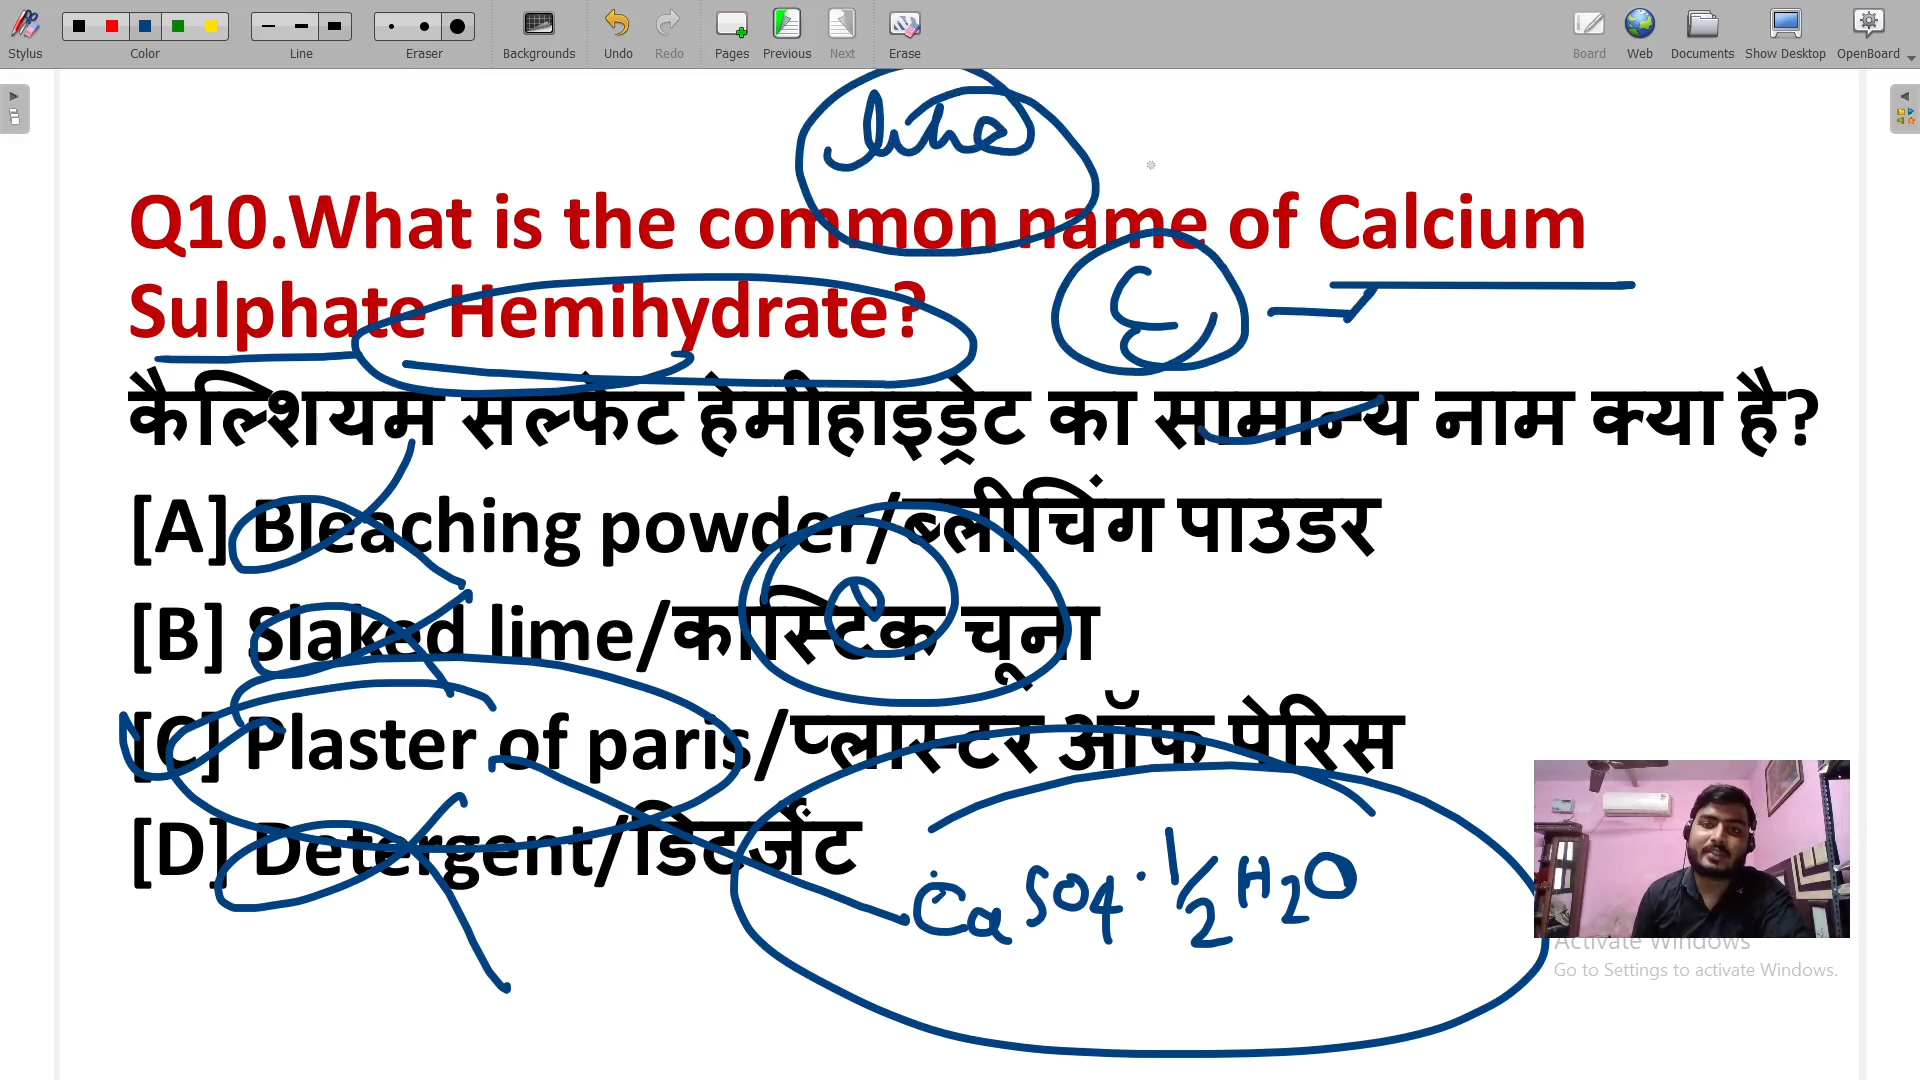 Stylus Color Line Eraser Backgrounds Undo Redo Pages Previous Next Erase Board Web Documents Show Desktop OpenBoard
Q10.What is the common name of Calcium
Sulphate Hemihydrate?
कैल्शियम सल्फेट हेमीहाइड्रेट का सामान्य नाम क्या है?
[A] Bleaching powder/ब्लीचिंग पाउडर
[B] Slaked lime/कास्टिक चूना
[C] Plaster of paris/प्लास्टर ऑफ पेरिस
[D] Detergent/डिटर्जेंट
CaSO4·1/2 H2O
Activate Windows
Go to Settings to activate Windows.